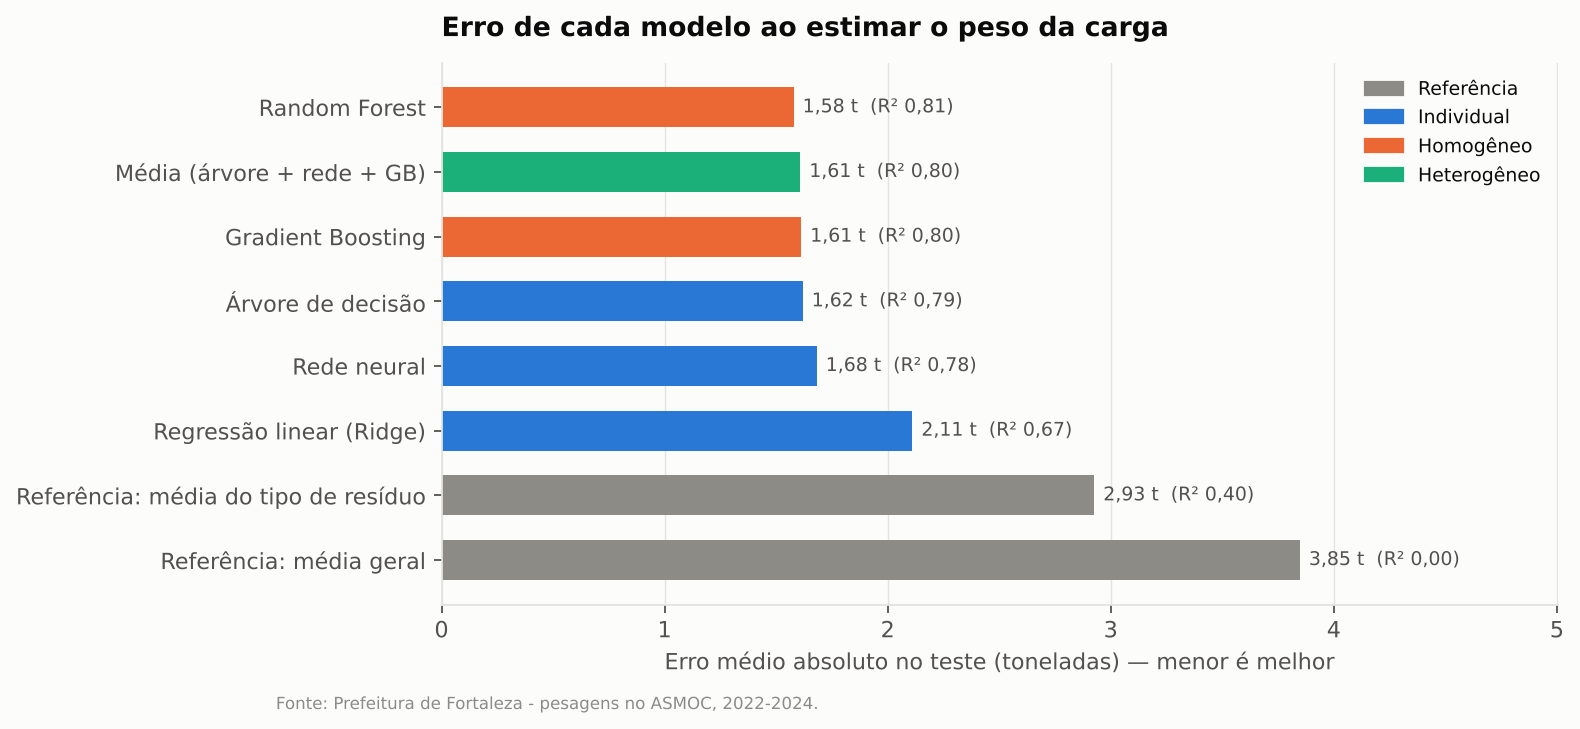 Erro de cada modelo ao estimar o peso da carga
Random Forest
1,58 t (R² 0,81)
Média (árvore + rede + GB)
1,61 t (R² 0,80)
Gradient Boosting
1,61 t (R² 0,80)
Árvore de decisão
1,62 t (R² 0,79)
Rede neural
1,68 t (R² 0,78)
Regressão linear (Ridge)
2,11 t (R² 0,67)
Referência: média do tipo de resíduo
2,93 t (R² 0,40)
Referência: média geral
3,85 t (R² 0,00)
Referência
Individual
Homogêneo
Heterogêneo
0 1 2 3 4 5
Erro médio absoluto no teste (toneladas) — menor é melhor
Fonte: Prefeitura de Fortaleza - pesagens no ASMOC, 2022-2024.